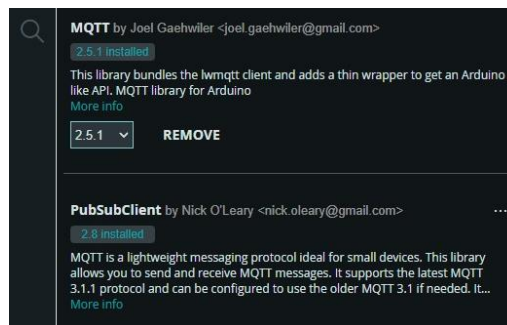 MQTT by Joel Gaehwiler <joel.gaehwiler@gmail.com>
2.5.1 installed
This library bundles the lwmqtt client and adds a thin wrapper to get an Arduino
like API. MQTT library for Arduino
More info
2.5.1
REMOVE
PubSubClient by Nick O'Leary <nick.oleary@gmail.com>
...
2.8 installed
MQTT is a lightweight messaging protocol ideal for small devices. This library
allows you to send and receive MQTT messages. It supports the latest MQTT
3.1.1 protocol and can be configured to use the older MQTT 3.1 if needed. It...
More info